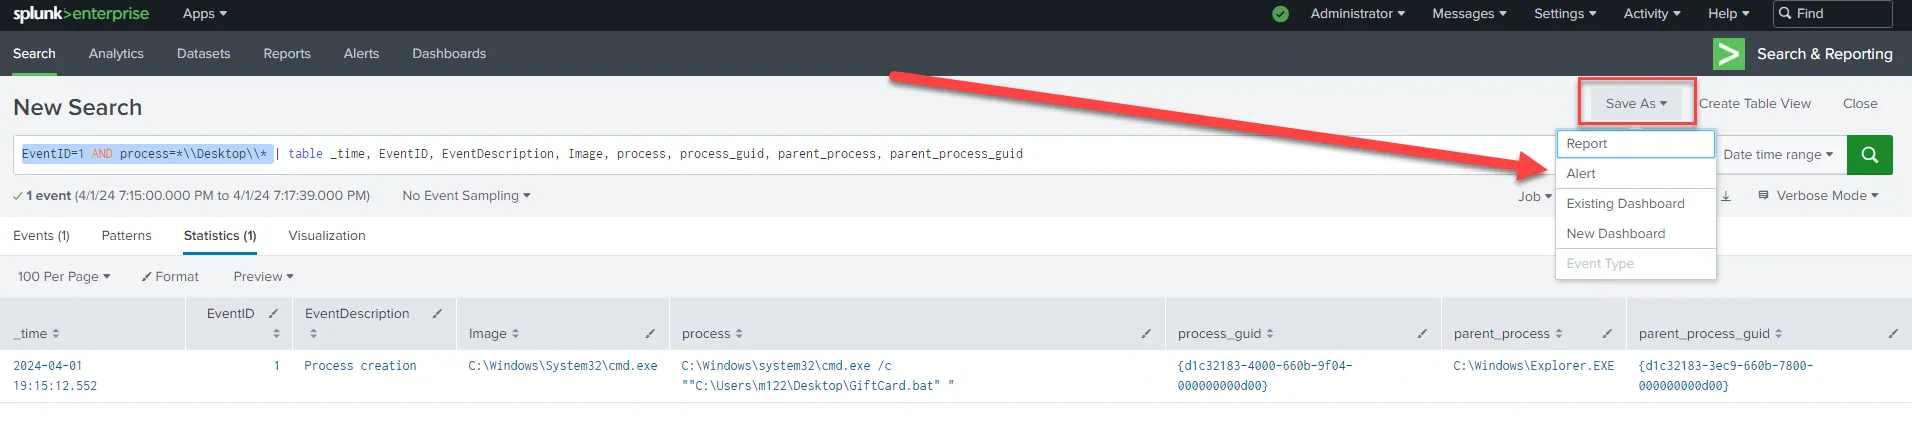 splunk>enterprise Apps Administrator Messages Settings Activity Help Find
Search Analytics Datasets Reports Alerts Dashboards Search & Reporting
New Search Save As Create Table View Close
EventID=1 AND process=*\\Desktop\\* | table _time, EventID, EventDescription, Image, process, process_guid, parent_process, parent_process_guid Date time range
Report
Alert
Existing Dashboard
New Dashboard
Event Type
1 event (4/1/24 7:15:00.000 PM to 4/1/24 7:17:39.000 PM) No Event Sampling Job Verbose Mode
Events (1) Patterns Statistics (1) Visualization
100 Per Page Format Preview
_time EventID EventDescription Image process process_guid parent_process parent_process_guid
2024-04-01 1 Process creation C:\Windows\System32\cmd.exe C:\Windows\system32\cmd.exe /c {d1c32183-4000-660b-9f04- C:\Windows\Explorer.EXE {d1c32183-3ec9-660b-7800-
19:15:12.552 ""C:\Users\m122\Desktop\GiftCard.bat" " 000000000d00} 000000000d00}